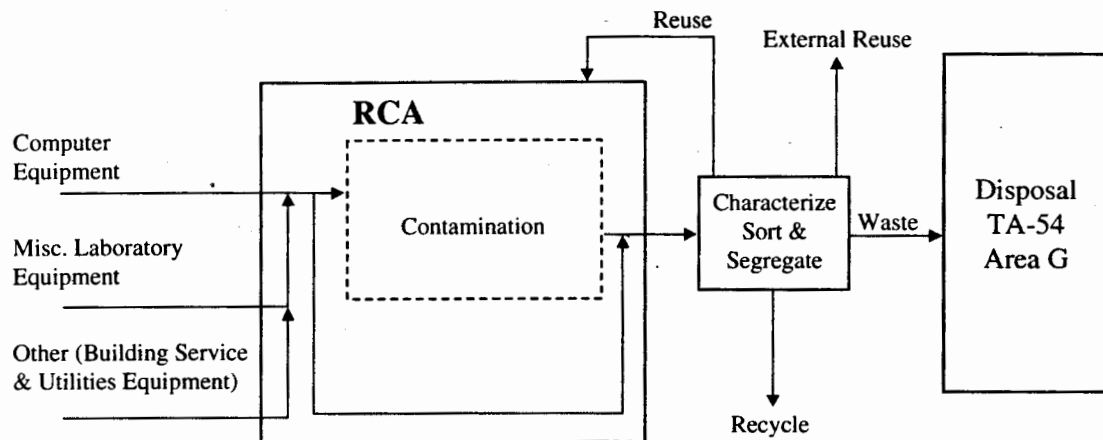 Reuse
External Reuse
RCA
Computer
Equipment
Contamination
Misc. Laboratory
Equipment
Other (Building Service
& Utilities Equipment)
Characterize
Sort &
Segregate
Waste
Disposal
TA-54
Area G
Recycle